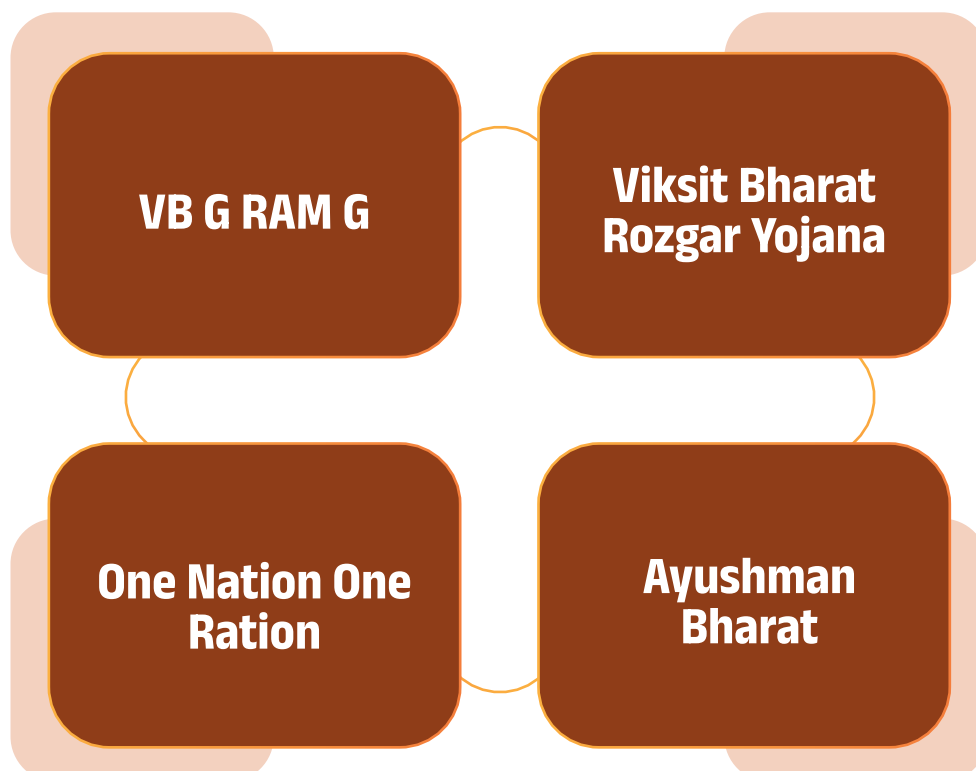 VB G RAM G
Viksit Bharat
Rozgar Yojana
One Nation One
Ration
Ayushman
Bharat